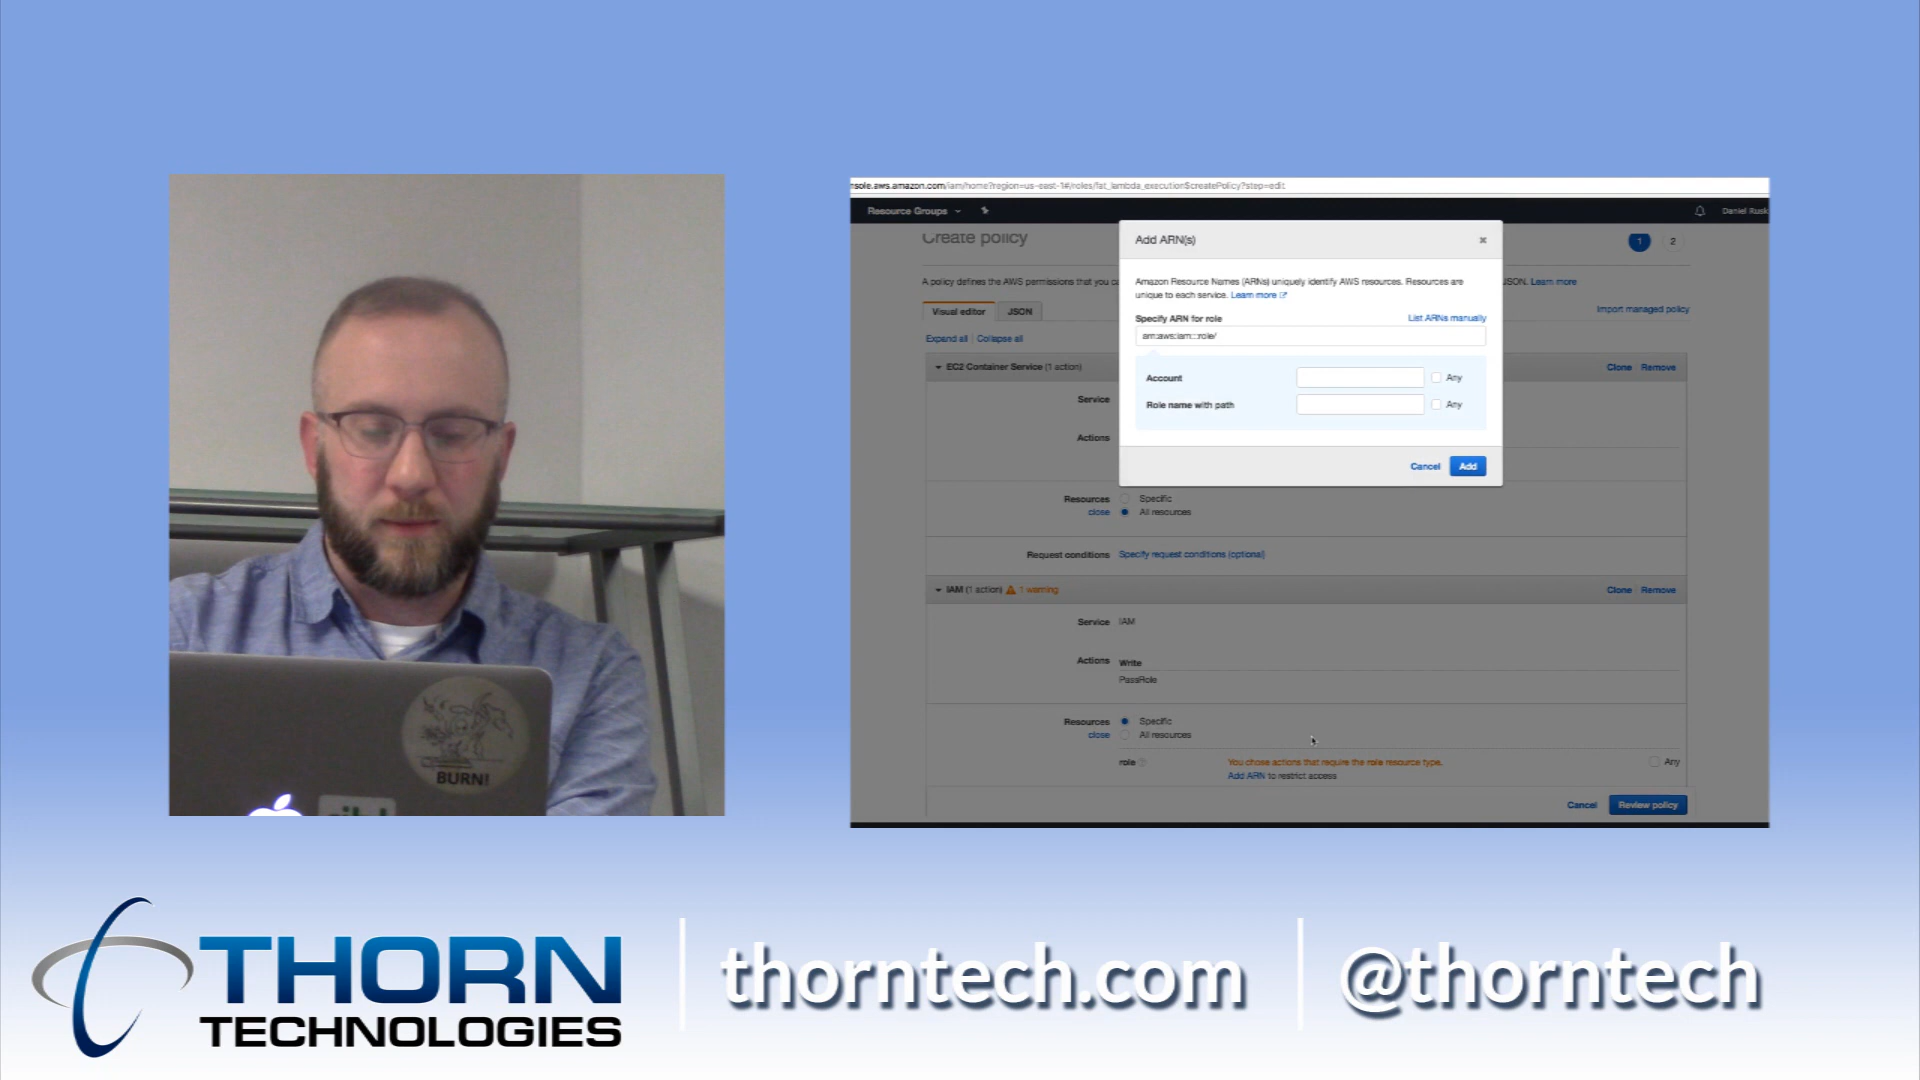 nsole.aws.amazon.com/iam/home?region=us-east-1#/roles/fat_lambda_execution$createPolicy?step=edit
Resource Groups
Daniel Rusk
Create policy
1
2
A policy defines the AWS permissions that you ca
JSON. Learn more
Visual editor
JSON
Import managed policy
Expand all | Collapse all
EC2 Container Service (1 action)
Clone
Remove
Service
Actions
Add ARN(s)
Amazon Resource Names (ARNs) uniquely identify AWS resources. Resources are
unique to each service. Learn more
Specify ARN for role
List ARNs manually
arn:aws:iam:::role/
Account
Any
Role name with path
Any
Cancel
Add
Resources
Specific
close
All resources
Request conditions
Specify request conditions (optional)
IAM (1 action)
1 warning
Clone
Remove
Service
IAM
Actions
Write
PassRole
Resources
Specific
close
All resources
role
You chose actions that require the role resource type.
Any
Add ARN to restrict access
Cancel
Review policy
BURN!
THORN
TECHNOLOGIES
thorntech.com
@thorntech